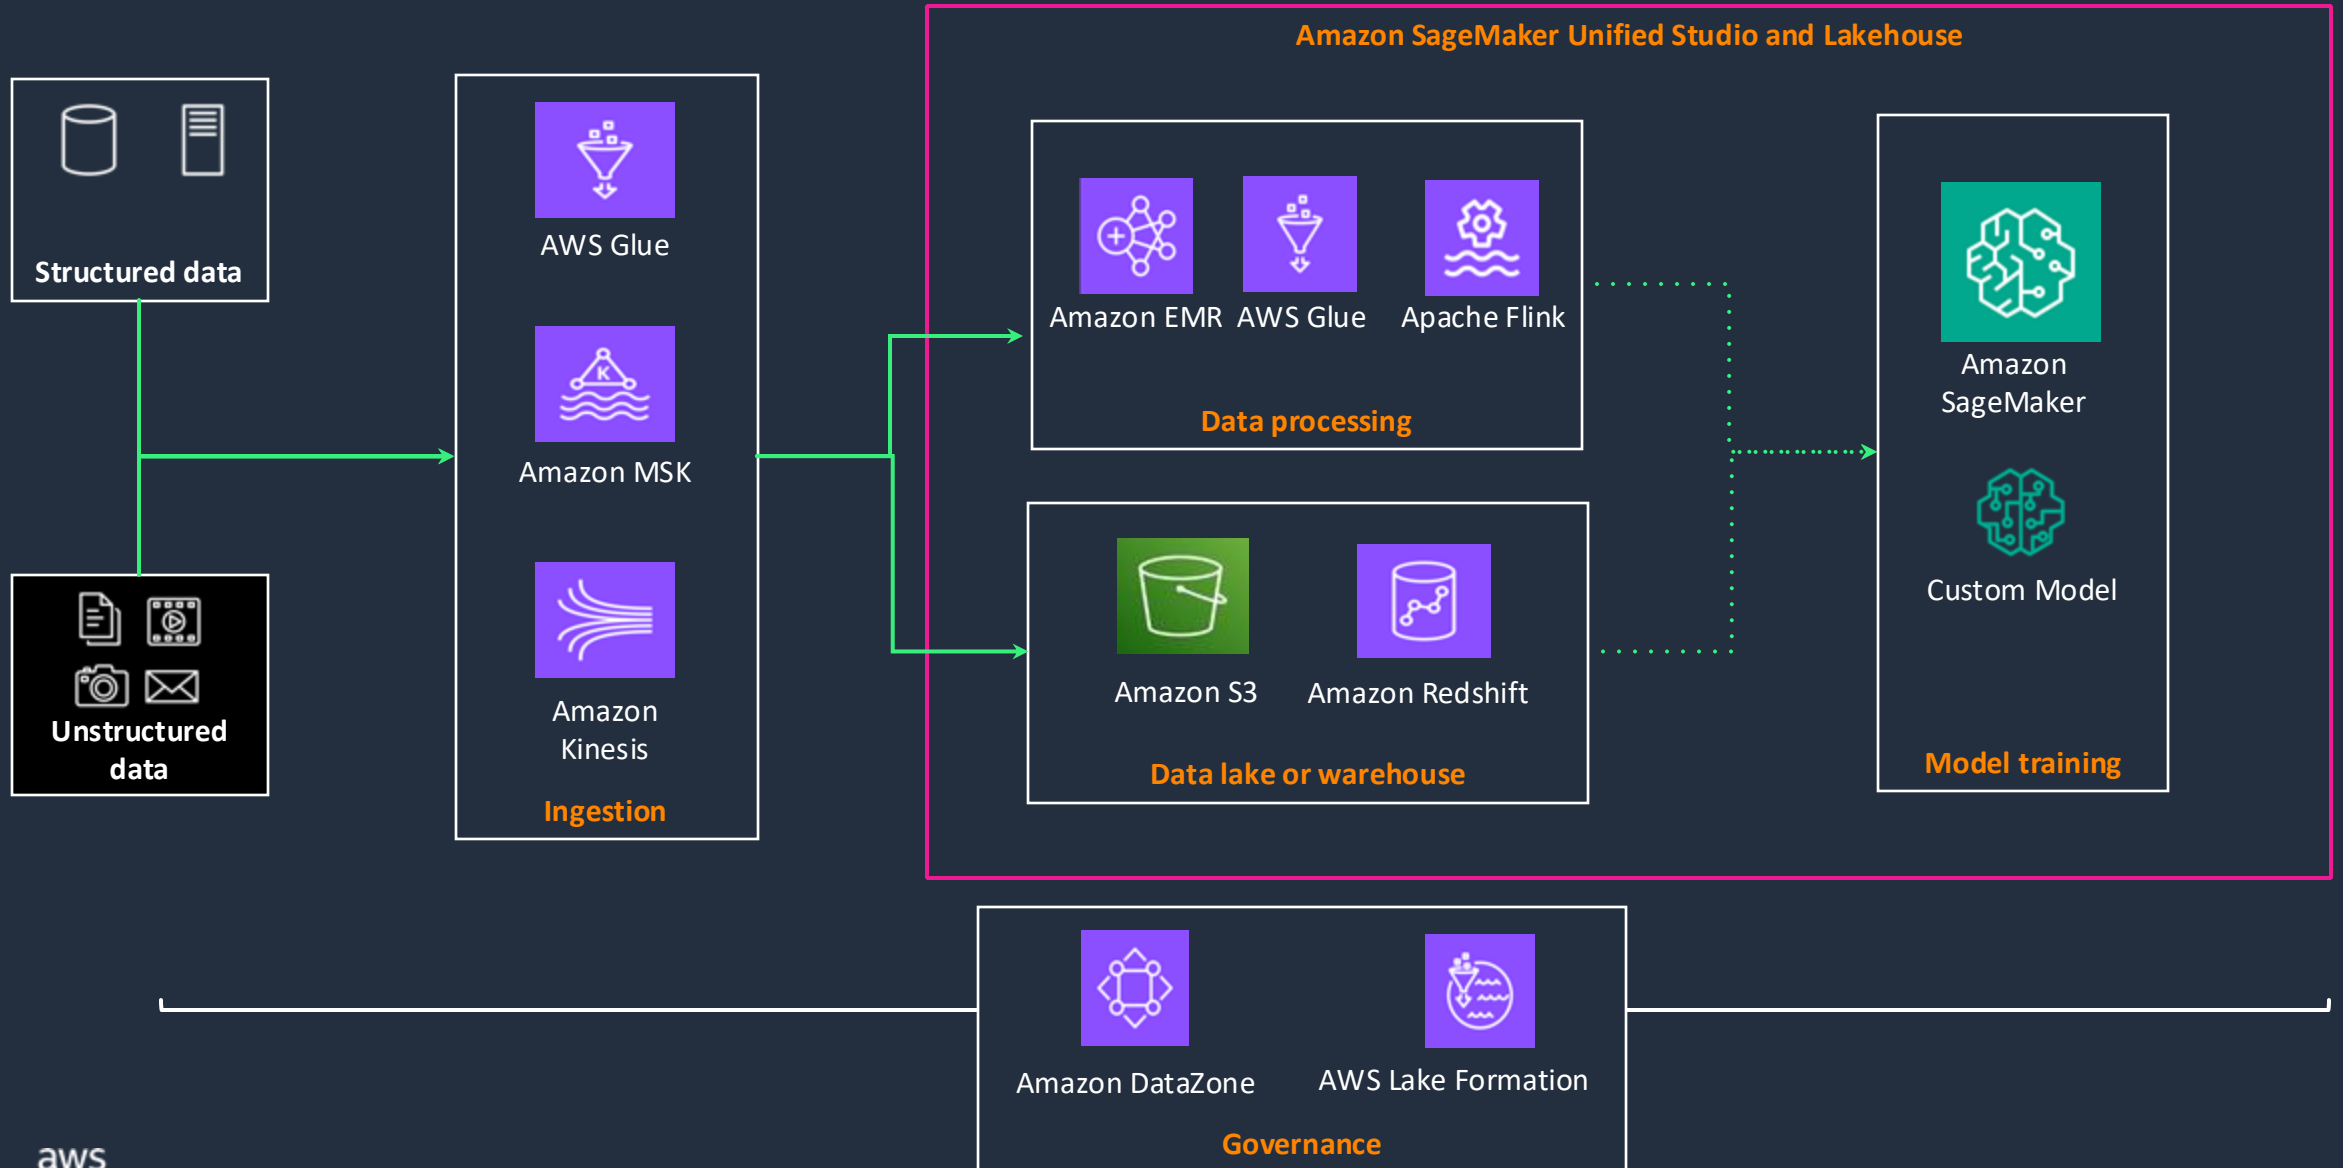 Amazon SageMaker Unified Studio and Lakehouse
Structured data
Unstructured
data
AWS Glue
K
Amazon MSK
Amazon
Kinesis
Ingestion
Amazon EMR
AWS Glue
Apache Flink
Data processing
Amazon S3
Amazon Redshift
Data lake or warehouse
Amazon
SageMaker
Custom Model
Model training
Amazon DataZone
AWS Lake Formation
Governance
aws